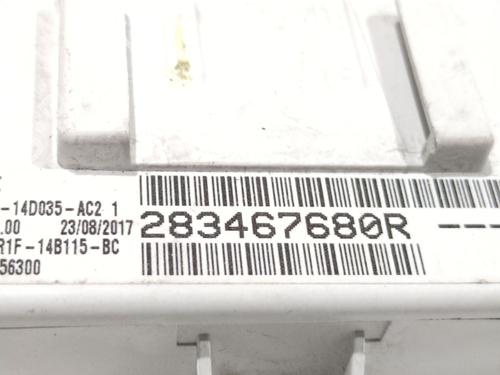 -14D035-AC2 1
.00 23/08/2017
R1F-14B115-BC
56300
283467680R ---